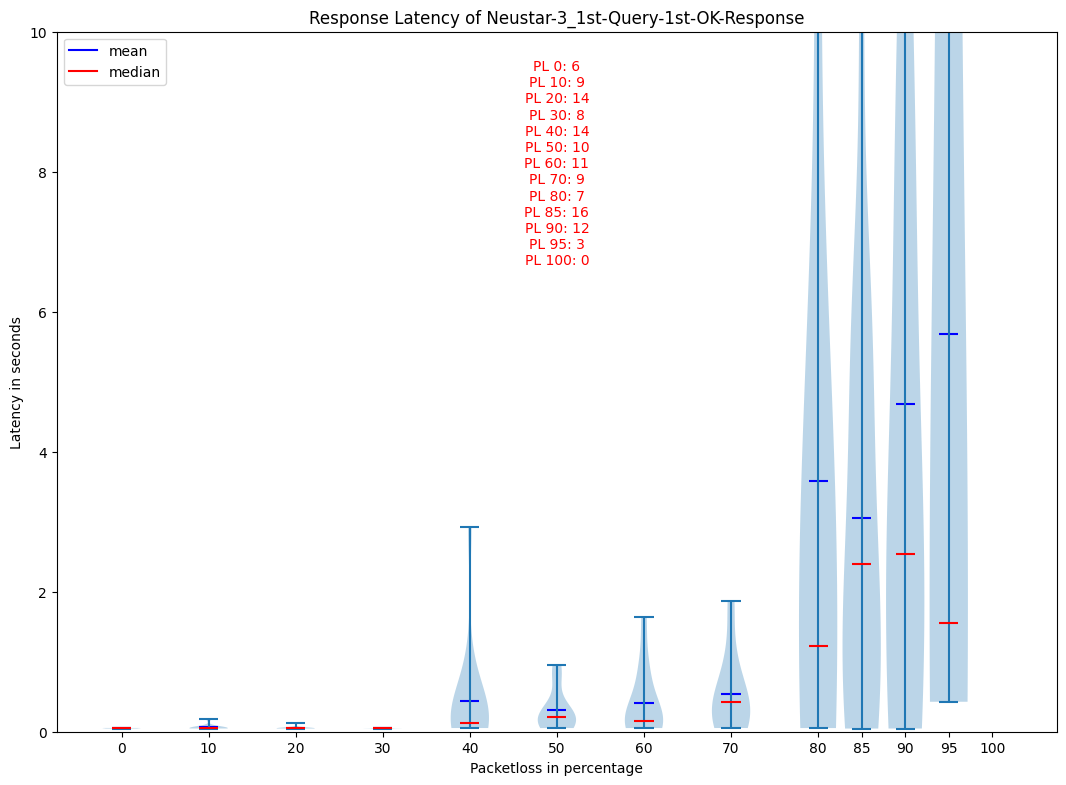 Response Latency of Neustar-3_1st-Query-1st-OK-Response
mean
median
PL 0: 6
PL 10: 9
PL 20: 14
PL 30: 8
PL 40: 14
PL 50: 10
PL 60: 11
PL 70: 9
PL 80: 7
PL 85: 16
PL 90: 12
PL 95: 3
PL 100: 0
Latency in seconds
10
8
6
4
2
0
0 10 20 30 40 50 60 70 80 85 90 95 100
Packetloss in percentage